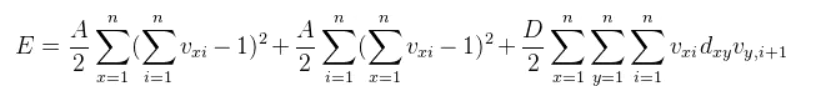 E = \frac{A}{2}\sum_{x=1}^{n}(\sum_{i=1}^{n} v_{xi} - 1)^2 + \frac{A}{2}\sum_{i=1}^{n}(\sum_{x=1}^{n} v_{xi} - 1)^2 + \frac{D}{2}\sum_{x=1}^{n}\sum_{y=1}^{n}\sum_{i=1}^{n} v_{xi}d_{xy}v_{y,i+1}